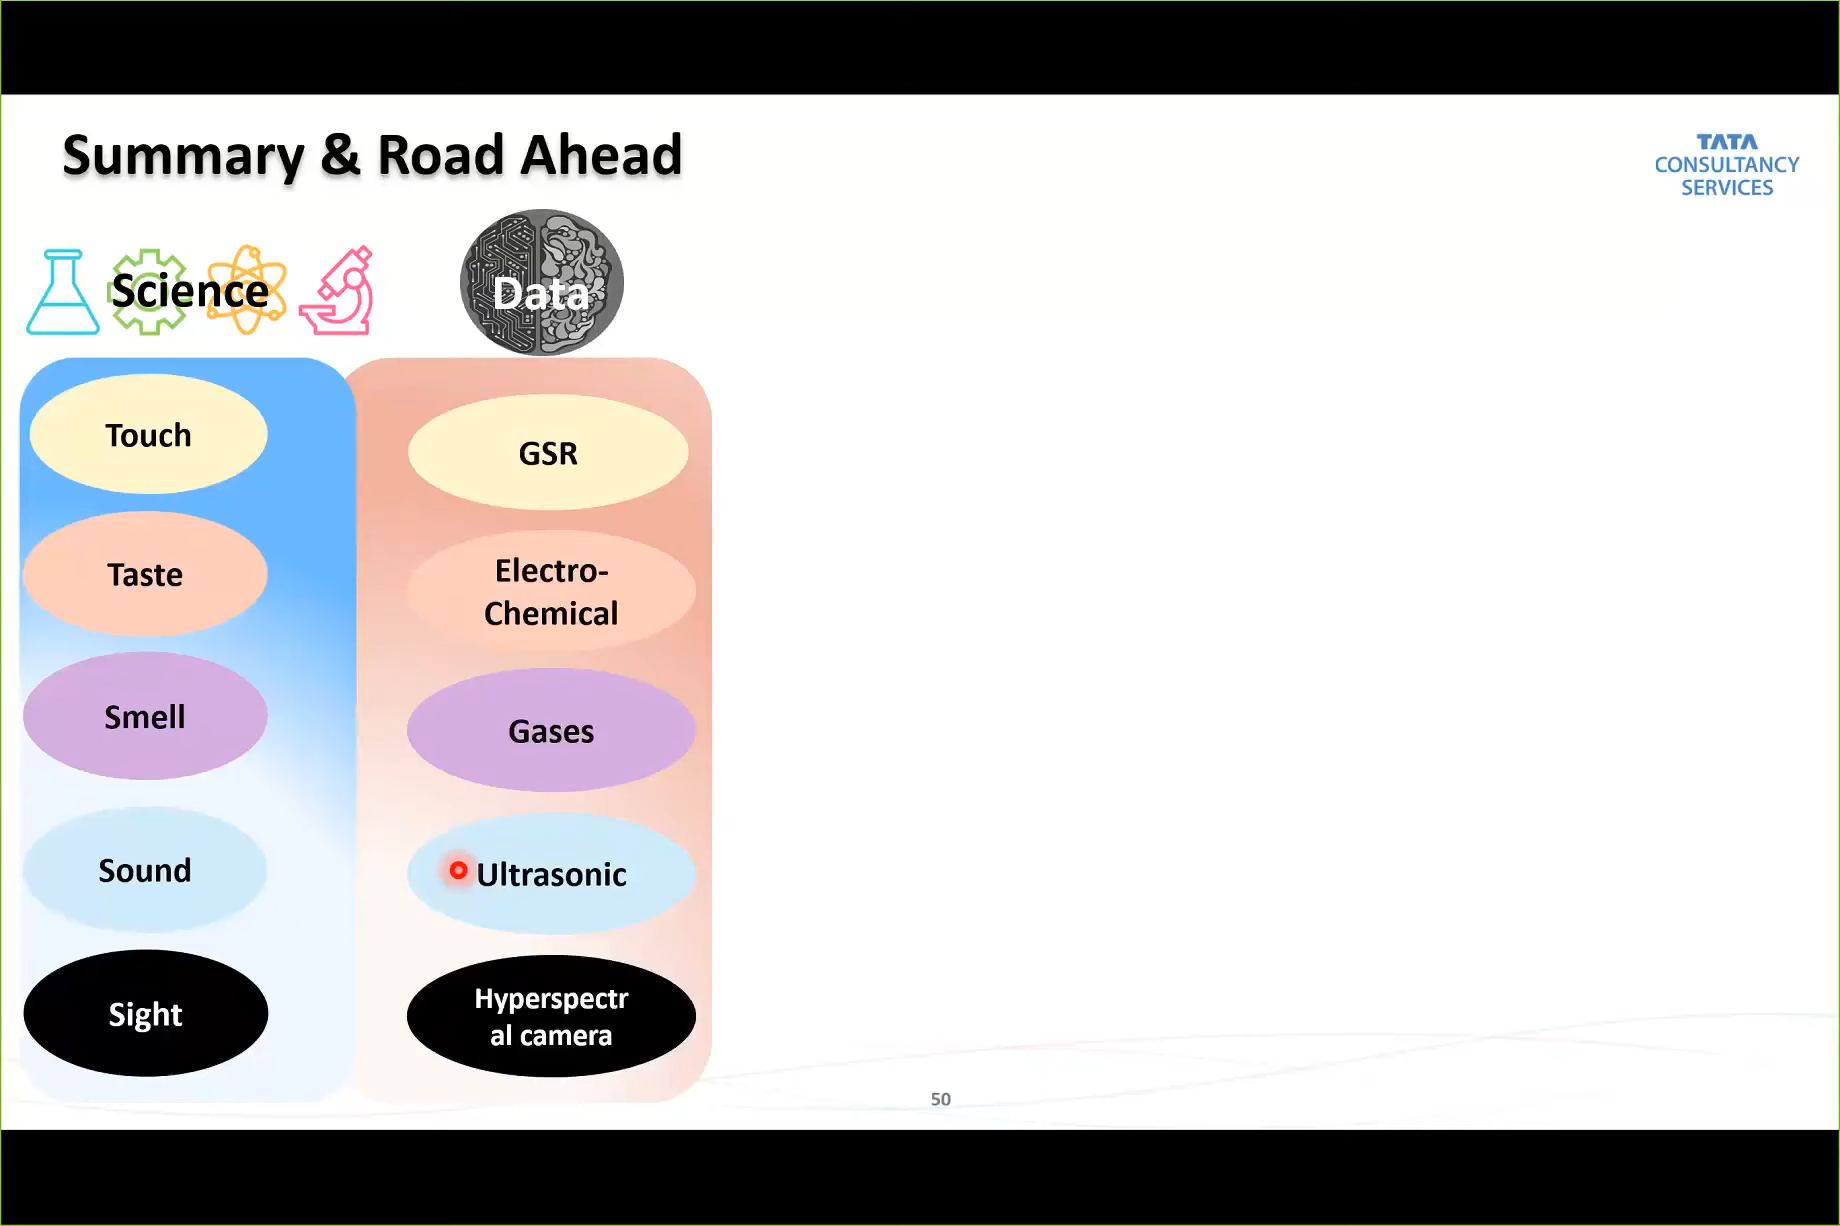 Summary & Road Ahead
TATA
CONSULTANCY
SERVICES
Science
Data
Touch
GSR
Taste
Electro-
Chemical
Smell
Gases
Sound
Ultrasonic
Sight
Hyperspectr
al camera
50